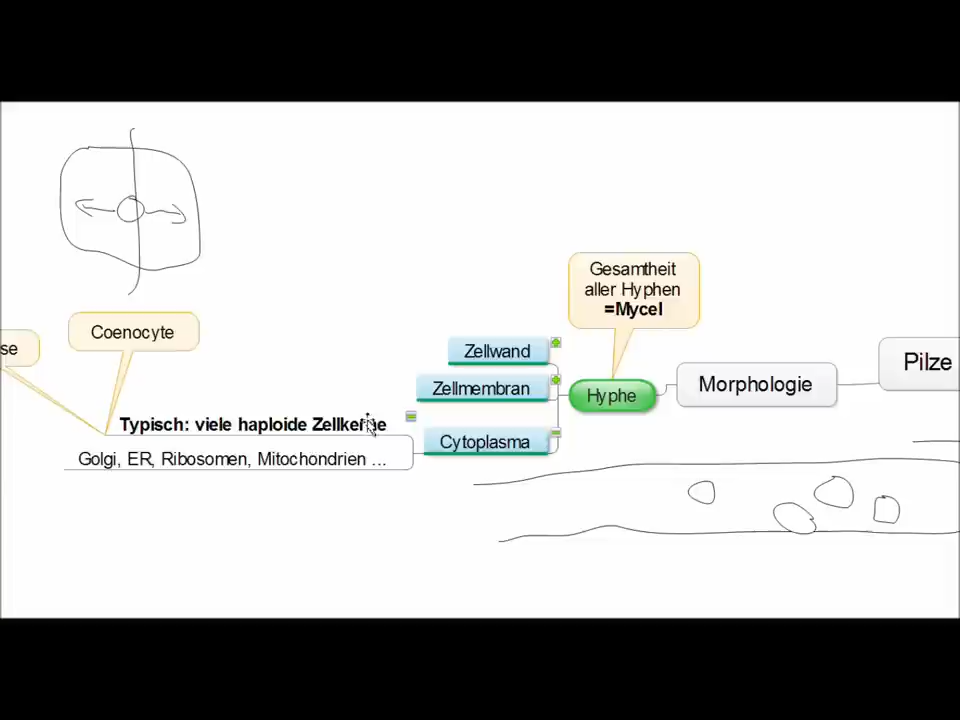 Gesamtheit
aller Hyphen
=Mycel
Coenocyte
se
Zellwand
Pilze
Zellmembran
Hyphe
Morphologie
Typisch: viele haploide Zellkerne
Cytoplasma
Golgi, ER, Ribosomen, Mitochondrien ...